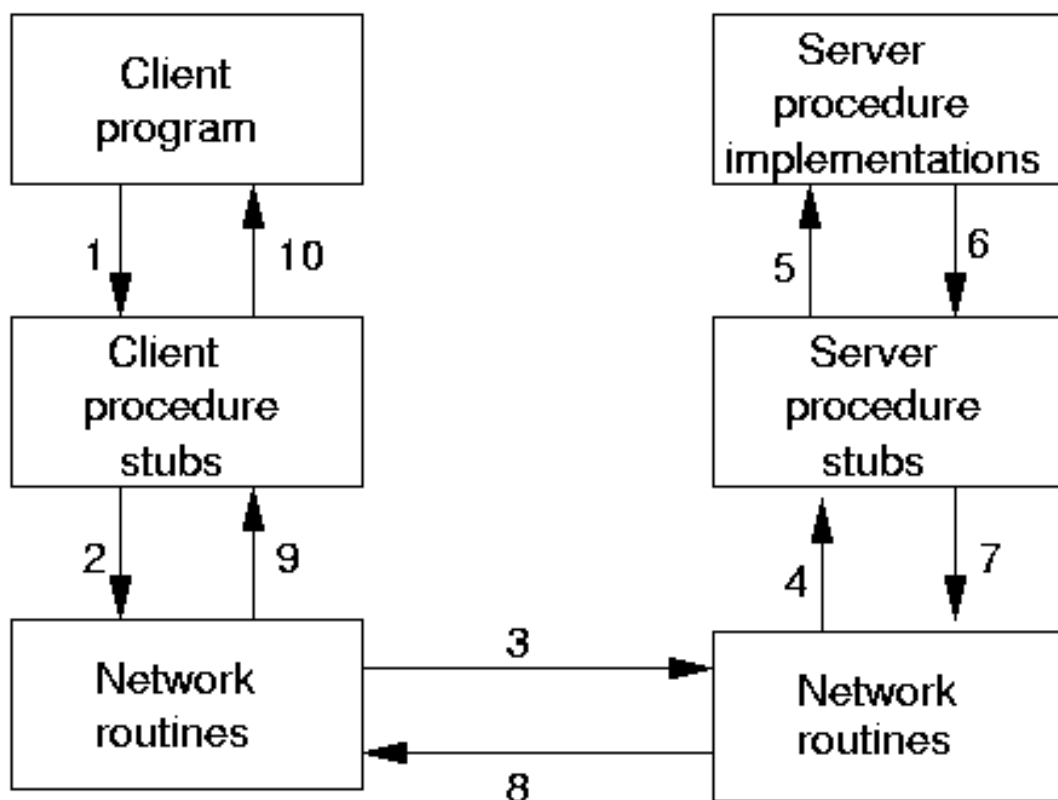 Client
program
Server
procedure
implementations
1
10
5
6
Client
procedure
stubs
Server
procedure
stubs
2
9
4
7
Network
routines
3
8
Network
routines